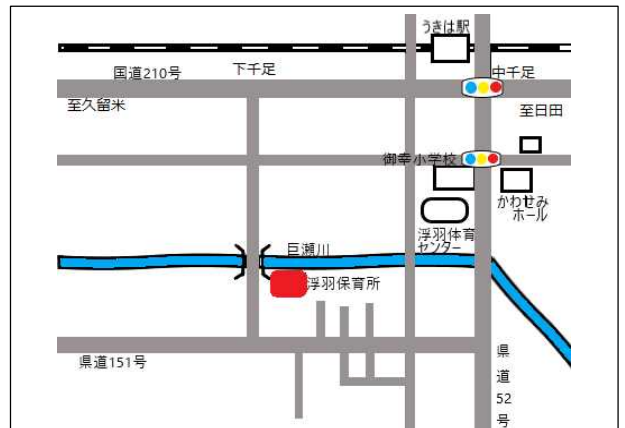 うきは駅
国道210号
下千足
中千足
至久留米
至日田
御幸小学校
かわせみ
ホール
浮羽体育
センター
巨瀬川
浮羽保育所
県道151号
県
道
52
号